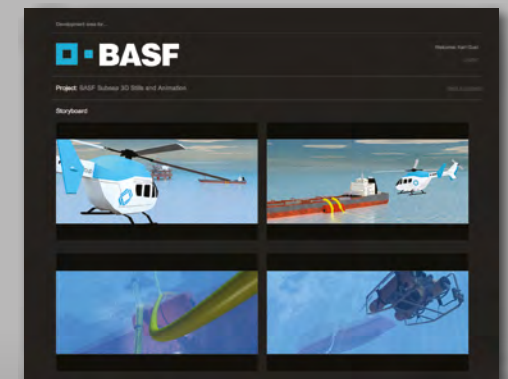 Development area for...
BASF
Project: BASF Subsea 3D Stills and Animation
Storyboard